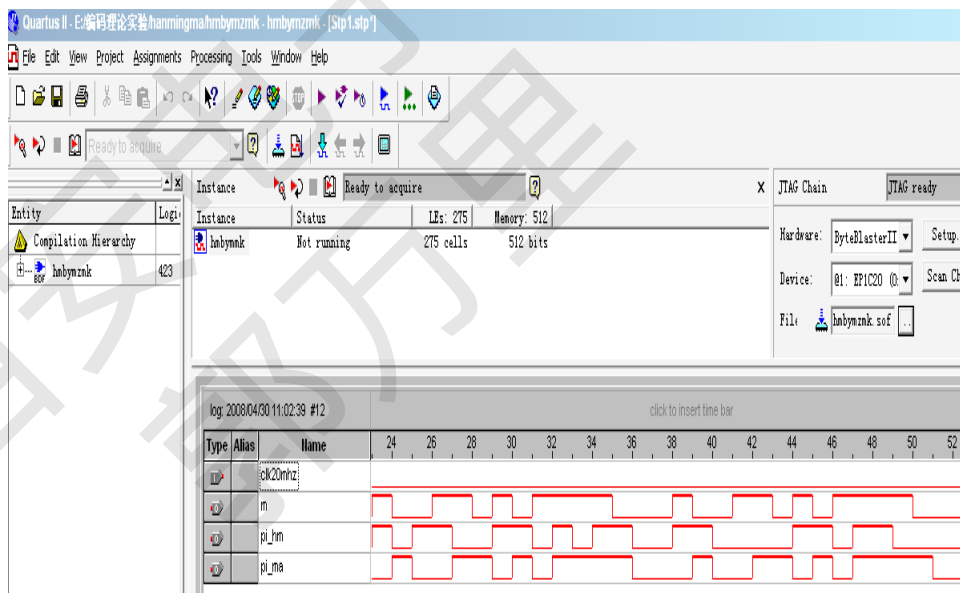 Quartus II - E:/编码理论实验/hanmingma/hmbymzmk - hmbymzmk - [Stp1.stp*]
File Edit View Project Assignments Processing Tools Window Help
Ready to acquire
Instance Ready to acquire x JTAG Chain JTAG ready
Entity Logi
Instance Status LEs: 275 Memory: 512
Compilation Hierarchy
hmbymmk Not running 275 cells 512 bits
Hardware: ByteBlasterII Setup.
hmbymzmk 423
Device: @1: EP1C20 (0: Scan Ch
File hmbymzmk.sof ..
log: 2008/04/30 11:02:39 #12 click to insert time bar
Type Alias Name 24 26 28 30 32 34 36 38 40 42 44 46 48 50 52
clk20mhz
m
pi_hm
pi_ma
郭万里